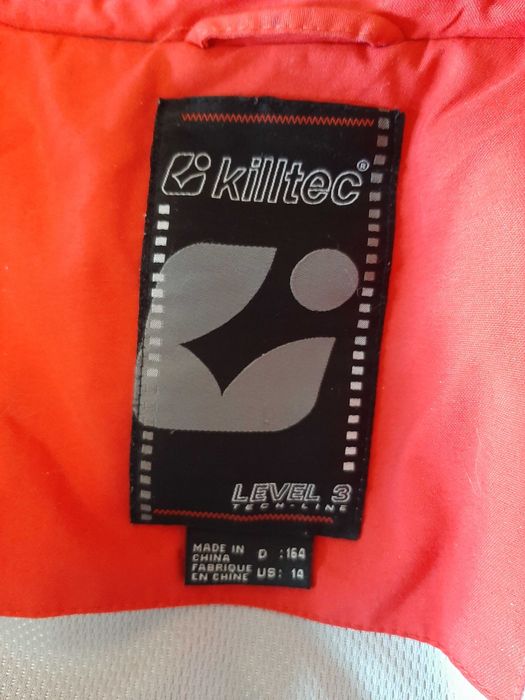 killtec®
LEVEL 3
TECH-LINE
MADE IN CHINA D :164
FABRIQUE EN CHINE US: 14